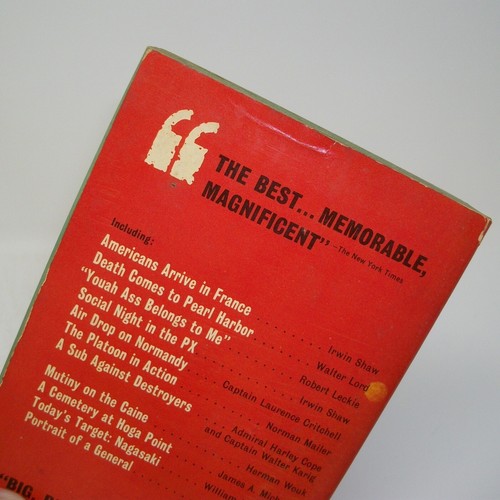 “
THE BEST... MEMORABLE,
MAGNIFICENT” —The New York Times
Including:
Americans Arrive in France . . . . . . Irwin Shaw
Death Comes to Pearl Harbor . . . . . . Walter Lord
"Youah Ass Belongs to Me" . . . . . . Robert Leckie
Social Night in the PX . . . . . . Irwin Shaw
Air Drop on Normandy . . . . . . Norman Mailer
The Platoon in Action Captain Laurence Critchell
A Sub Against Destroyers . . . Admiral Harley Cope
and Captain Walter Karig
Mutiny on the Caine . . . . . . Herman Wouk
A Cemetery at Hoga Point . . . . James A.
Today's Target: Nagasaki William
Portrait of a General
"BIG,